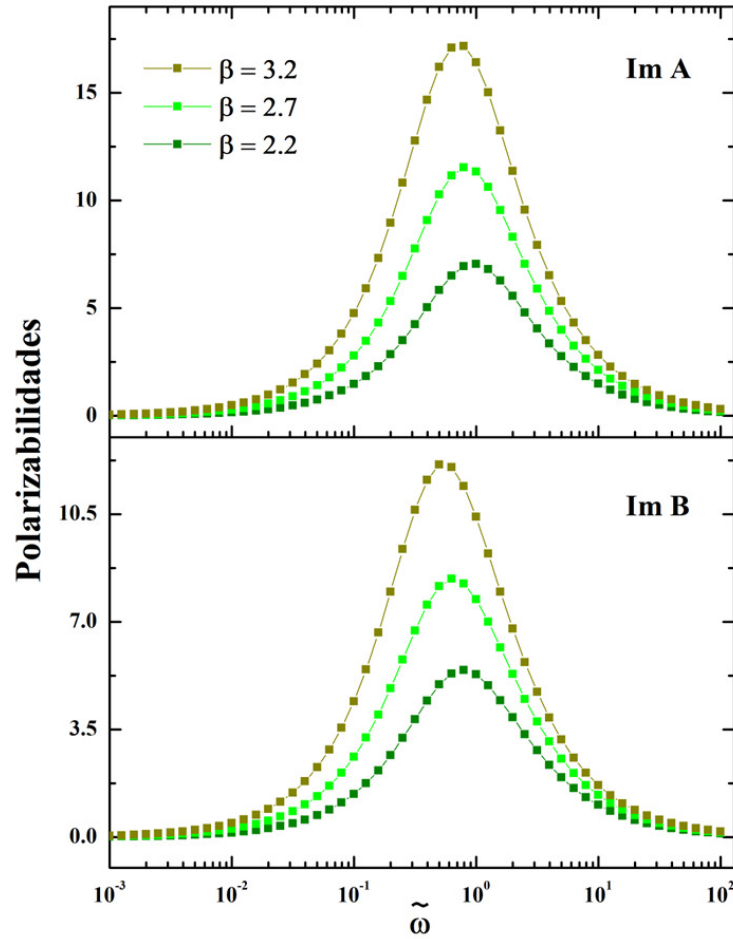 Polarizabilidades
Im A
β = 3.2
β = 2.7
β = 2.2
15
10
5
0
Im B
10.5
7.0
3.5
0.0
10⁻³ 10⁻² 10⁻¹ 10⁰ 10¹ 10²
ω̃